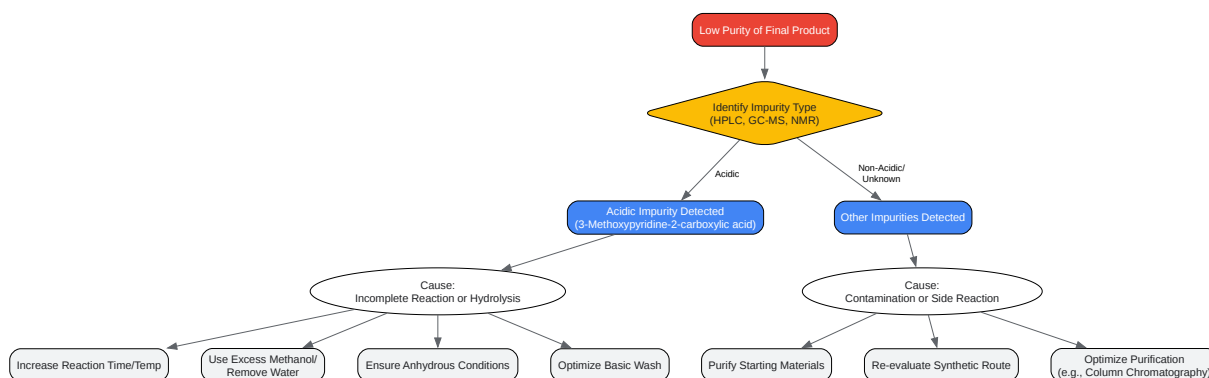 Low Purity of Final Product
Identify Impurity Type
(HPLC, GC-MS, NMR)
Acidic
Non-Acidic/
Unknown
Acidic Impurity Detected
(3-Methoxypyridine-2-carboxylic acid)
Other Impurities Detected
Cause:
Incomplete Reaction or Hydrolysis
Cause:
Contamination or Side Reaction
Increase Reaction Time/Temp
Use Excess Methanol/
Remove Water
Ensure Anhydrous Conditions
Optimize Basic Wash
Purify Starting Materials
Re-evaluate Synthetic Route
Optimize Purification
(e.g., Column Chromatography)